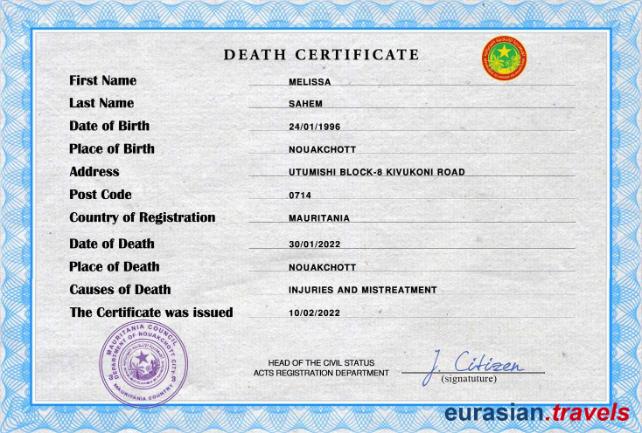 DEATH CERTIFICATE
First Name MELISSA
Last Name SAHEM
Date of Birth 24/01/1996
Place of Birth NOUAKCHOTT
Address UTUMISHI BLOCK-8 KIVUKONI ROAD
Post Code 0714
Country of Registration MAURITANIA
Date of Death 30/01/2022
Place of Death NOUAKCHOTT
Causes of Death INJURIES AND MISTREATMENT
The Certificate was issued 10/02/2022
MAURITANIA COUNCIL
DEPARTMENT OF NOUAKCHOTT CITY
MAURITANIA COUNTRY
HEAD OF THE CIVIL STATUS
ACTS REGISTRATION DEPARTMENT
J. Citizen
(signatuture)
eurasian.travels